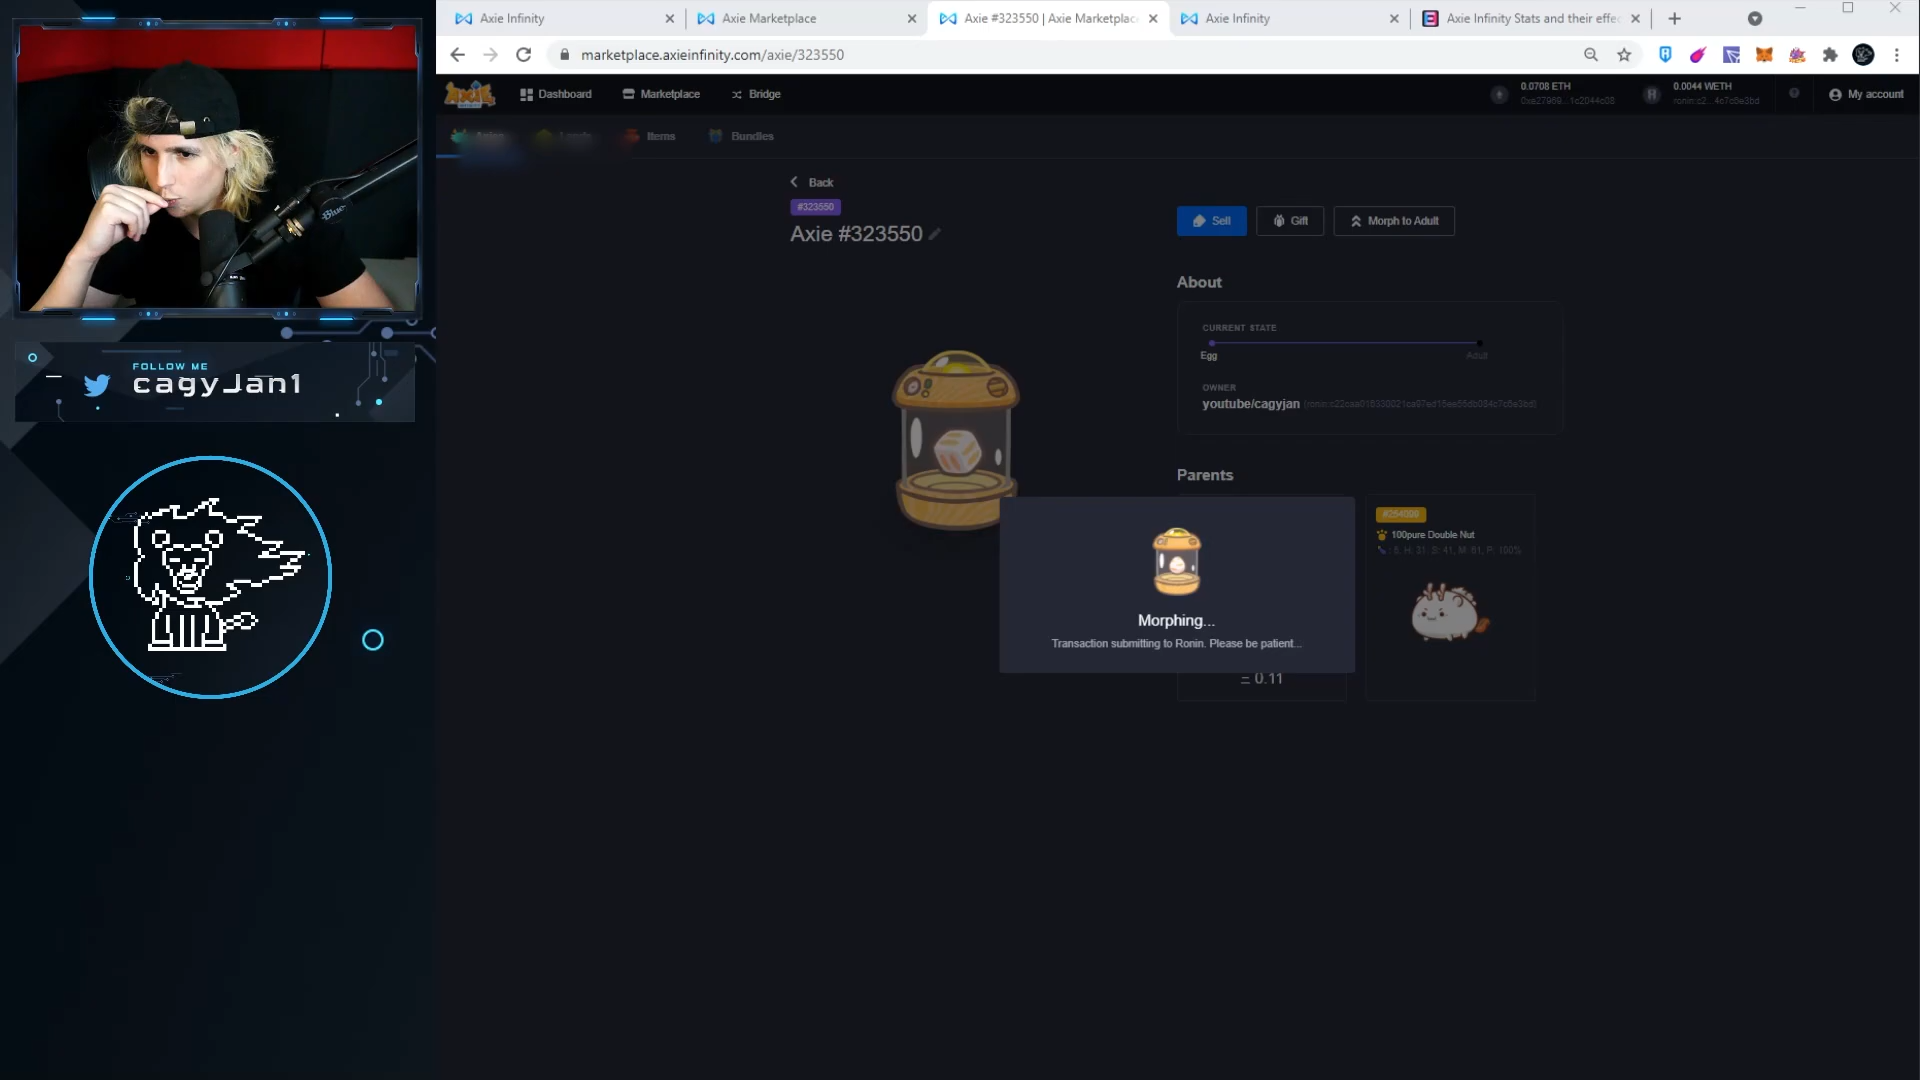 Axie Infinity
Axie Marketplace
Axie #323550 | Axie Marketplac
Axie Infinity
Axie Infinity Stats and their effec
marketplace.axieinfinity.com/axie/323550
Dashboard
Marketplace
Bridge
0.0708 ETH
0.0044 WETH
My account
Items
Bundles
Back
#323550
Axie #323550
Sell
Gift
Morph to Adult
About
CURRENT STATE
Egg
Adult
OWNER
youtube/cagyjan
Parents
100pure Double Nut
Morphing...
Transaction submitting to Ronin. Please be patient...
Ξ 0.11
FOLLOW ME
cagyJan1
Blue